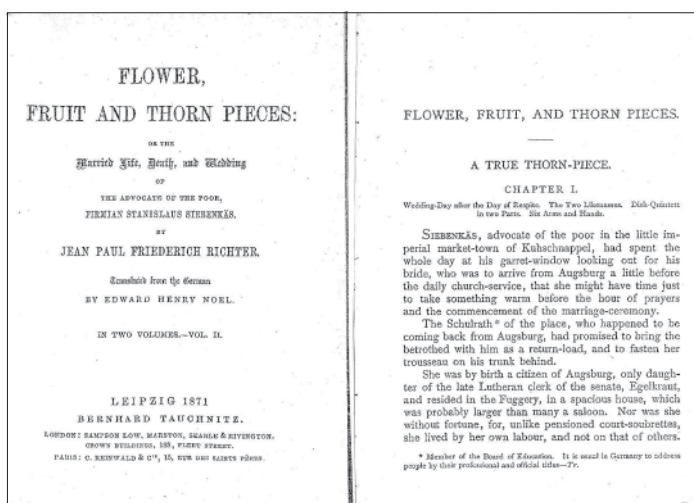 FLOWER,
FRUIT AND THORN PIECES:
OR THE
Married Life, Death, and Wedding
OF
THE ADVOCATE OF THE POOR,
FIRMIAN STANISLAUS SIEBENKÄS.
BY
JEAN PAUL FRIEDERICH RICHTER.
Translated from the German
BY EDWARD HENRY NOEL.
IN TWO VOLUMES.—VOL. II.
LEIPZIG 1871
BERNHARD TAUCHNITZ.
LONDON: SAMPSON LOW, MARSTON, SEARLE & RIVINGTON.
CROWN BUILDINGS, 188, FLEET STREET.
PARIS: C. REINWALD & Cie, 15, RUE DES SAINTS PÈRES.
FLOWER, FRUIT, AND THORN PIECES.
A TRUE THORN-PIECE.
CHAPTER I.
Wedding-Day after the Day of Respite. The Two Likenesses. Dish-Quintett
in two Parts. Six Arms and Hands.
SIEBENKÄS, advocate of the poor in the little im-
perial market-town of Kuhschnappel, had spent the
whole day at his garret-window looking out for his
bride, who was to arrive from Augsburg a little before
the daily church-service, that she might have time just
to take something warm before the hour of prayers
and the commencement of the marriage-ceremony.
The Schulrath* of the place, who happened to be
coming back from Augsburg, had promised to bring the
betrothed with him as a return-load, and to fasten her
trousseau on his trunk behind.
She was by birth a citizen of Augsburg, only daugh-
ter of the late Lutheran clerk of the senate, Egelkraut,
and resided in the Fuggery, in a spacious house, which
was probably larger than many a saloon. Nor was she
without fortune, for, unlike pensioned court-soubrettes,
she lived by her own labour, and not on that of others.
* Member of the Board of Education. It is usual in Germany to address
people by their professional and official titles—Tr.